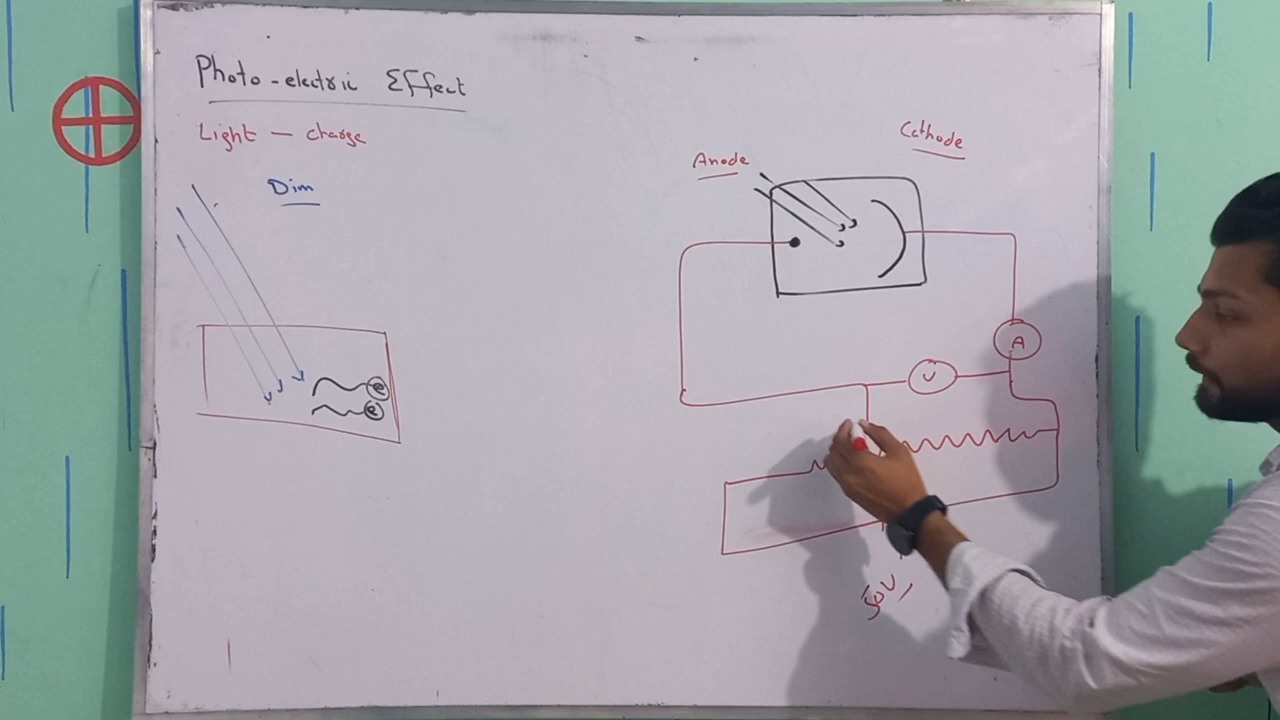 Photo-electric Effect
Light — charge
Dim
Cathode
Anode
e
e
A
V
50V